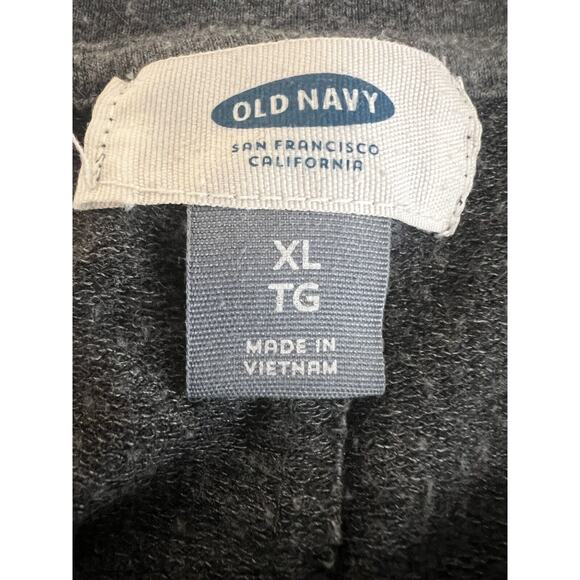 OLD NAVY
SAN FRANCISCO
CALIFORNIA
XL
TG
MADE IN
VIETNAM